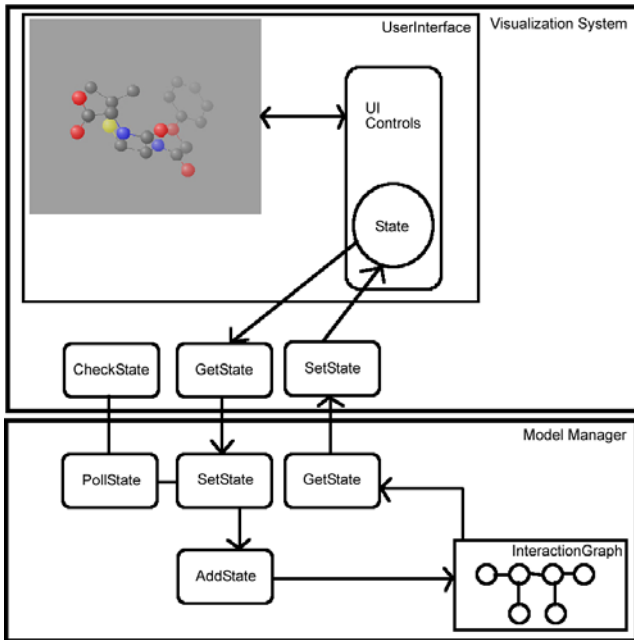 Visualization System
UserInterface
UI
Controls
State
CheckState
GetState
SetState
Model Manager
PollState
SetState
GetState
InteractionGraph
AddState